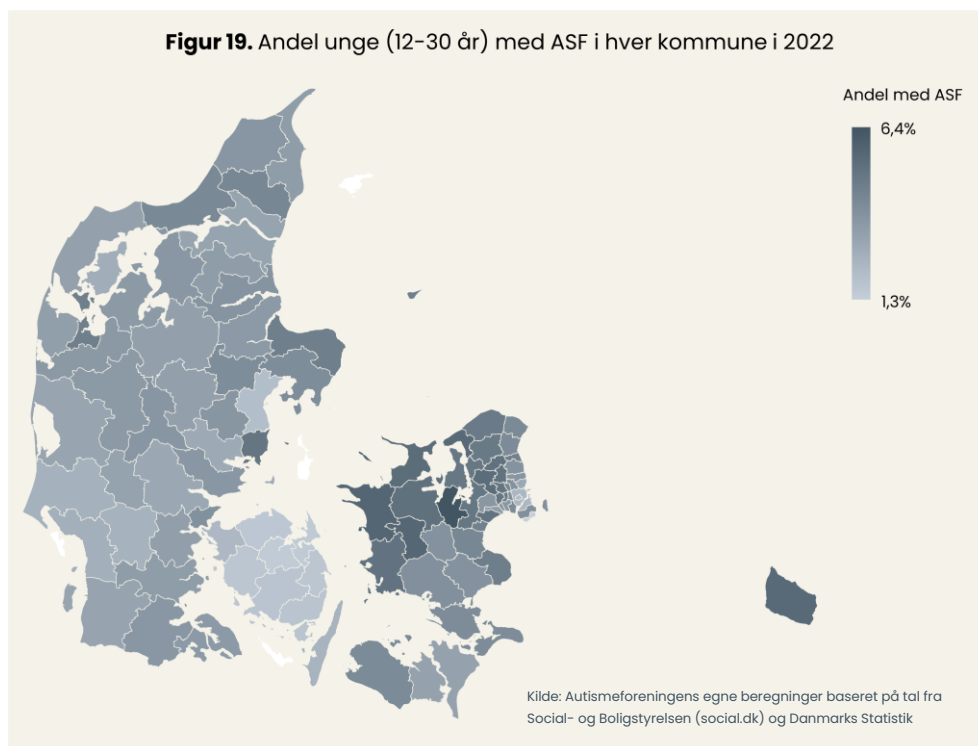 Figur 19. Andel unge (12-30 år) med ASF i hver kommune i 2022
Andel med ASF
6,4%
1,3%
Kilde: Autismeforeningens egne beregninger baseret på tal fra
Social- og Boligstyrelsen (social.dk) og Danmarks Statistik